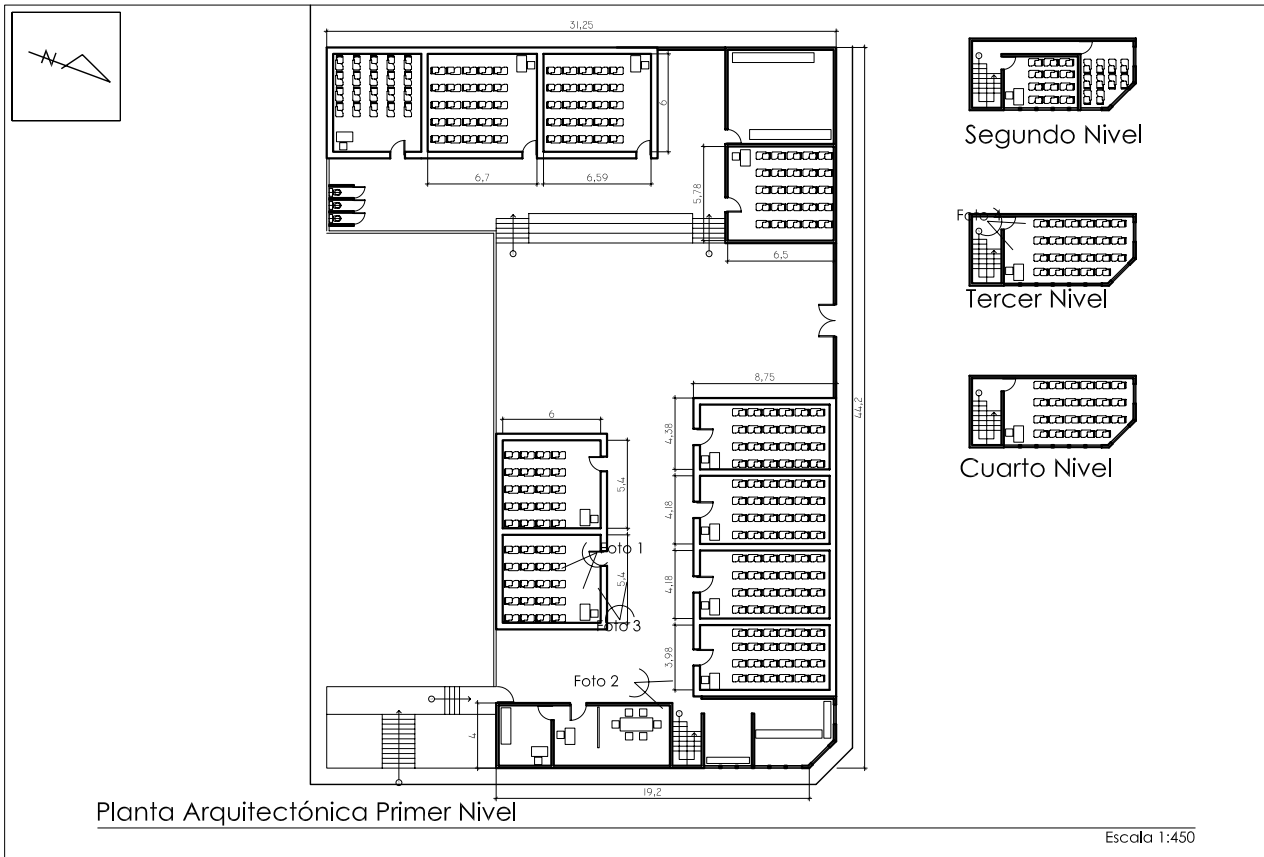 N
31,25
Segundo Nivel
6
6,7
6,59
5,78
6,5
Foto 4
Tercer Nivel
8,75
44,2
6
4,38
5,4
Cuarto Nivel
4,18
Foto 1
5,4
4,18
Foto 3
3,98
Foto 2
4
19,2
Planta Arquitectónica Primer Nivel
Escala 1:450